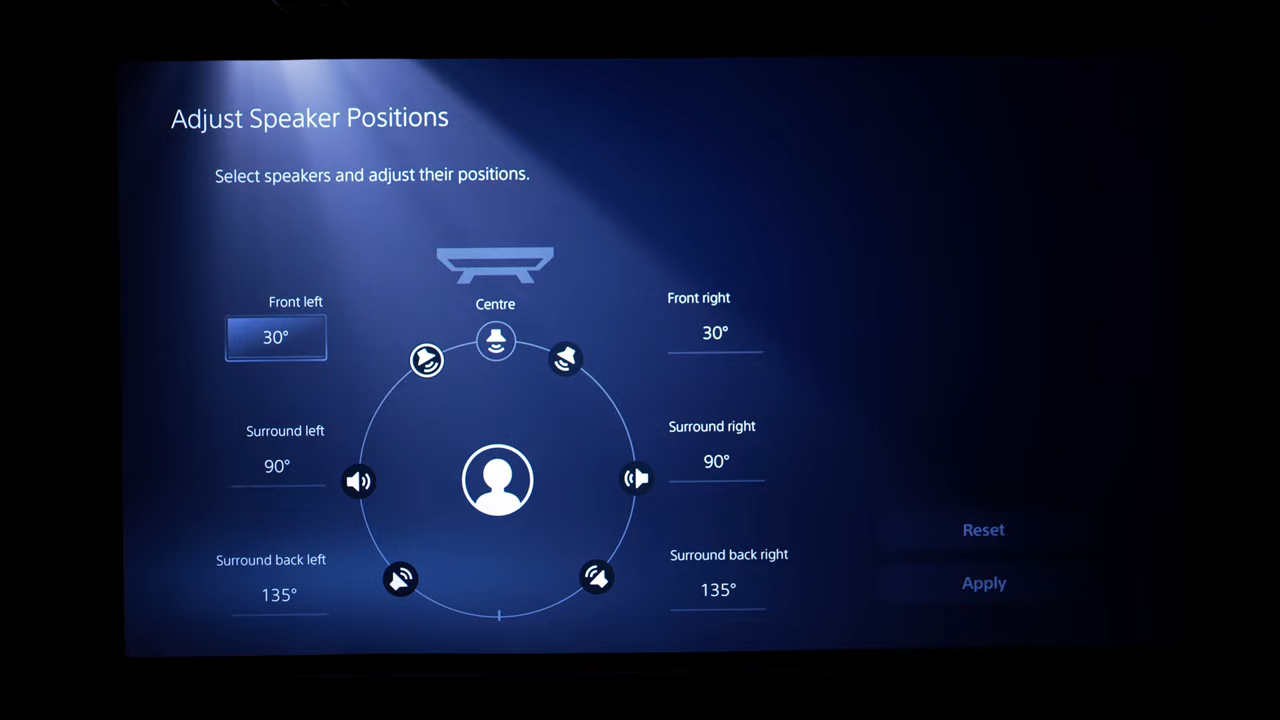 Adjust Speaker Positions
Select speakers and adjust their positions.
Centre
Front left
30°
Front right
30°
Surround left
90°
Surround right
90°
Surround back left
135°
Surround back right
135°
Reset
Apply